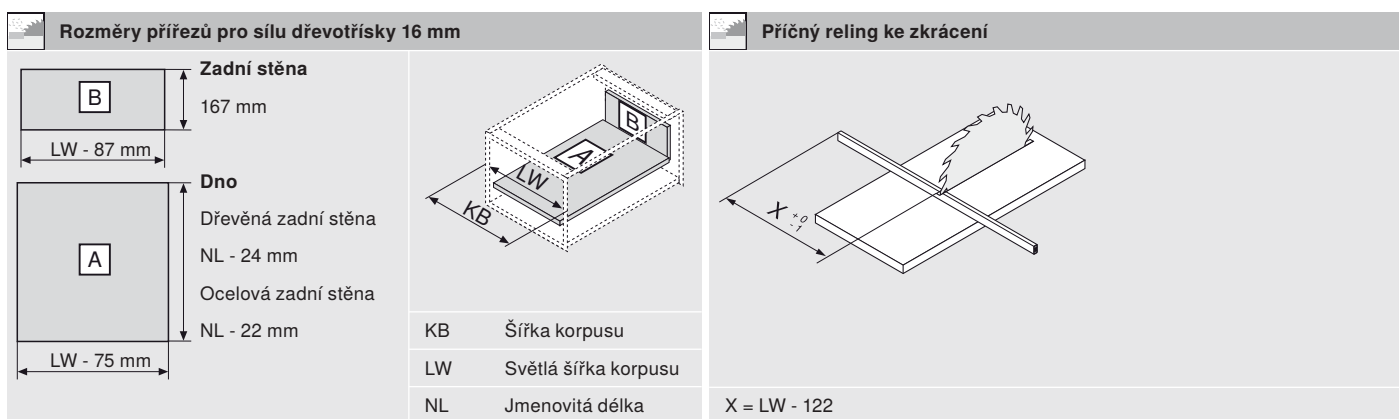 Rozměry přířezů pro sílu dřevotřísky 16 mm
B
LW - 87 mm
Zadní stěna
167 mm
A
LW - 75 mm
Dno
Dřevěná zadní stěna
NL - 24 mm
Ocelová zadní stěna
NL - 22 mm
B
A
LW
KB
KB Šířka korpusu
LW Světlá šířka korpusu
NL Jmenovitá délka
Příčný reling ke zkrácení
X +0 -1
X = LW - 122